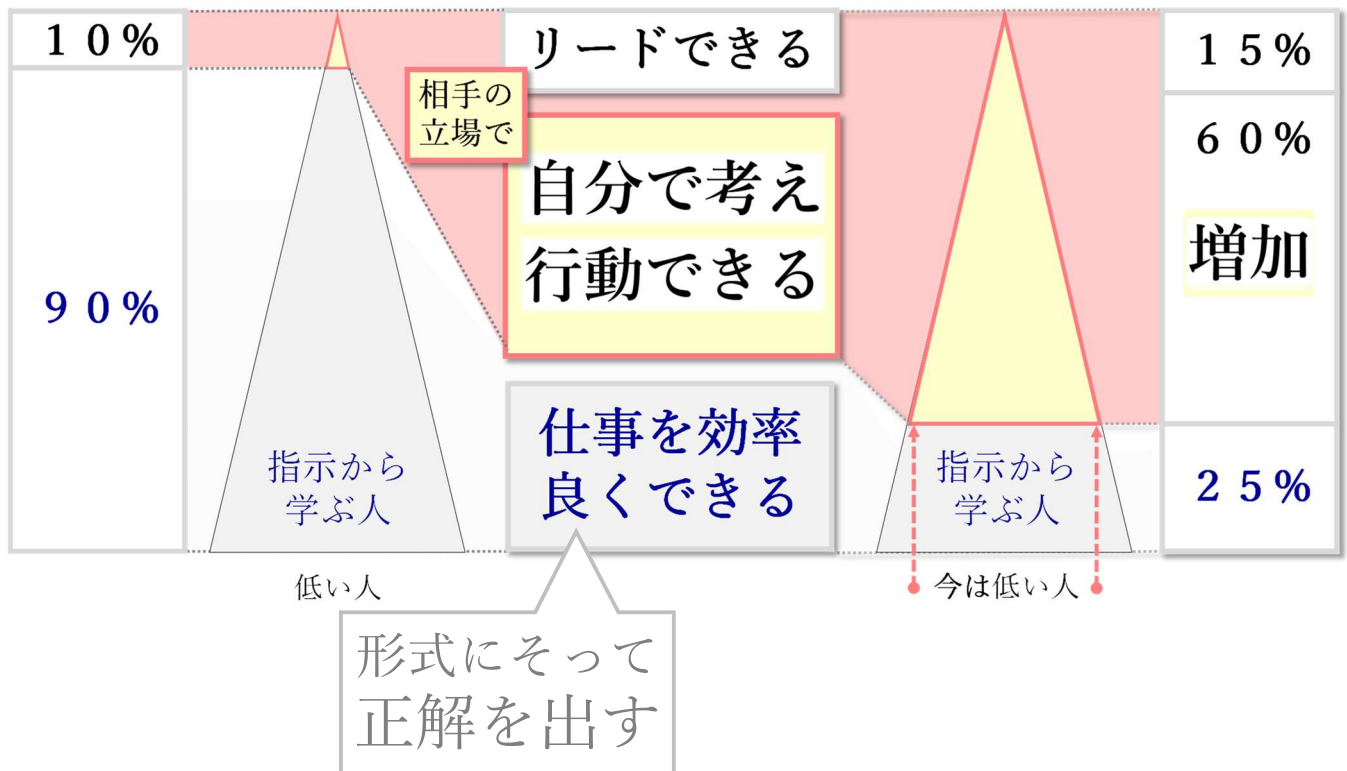 10%
90%
指示から
学ぶ人
低い人
リードできる
相手の
立場で
自分で考え
行動できる
仕事を効率
良くできる
形式にそって
正解を出す
指示から
学ぶ人
今は低い人
15%
60%
増加
25%